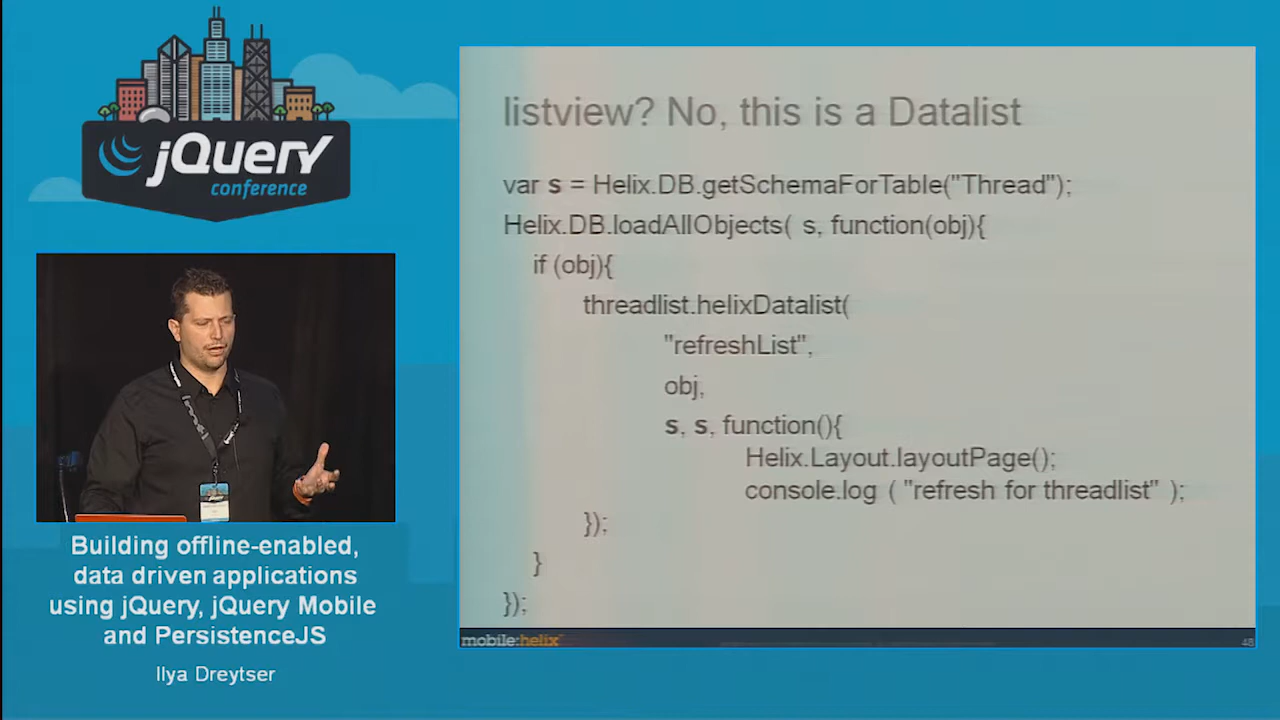 jQuery
conference
Building offline-enabled,
data driven applications
using jQuery, jQuery Mobile
and PersistenceJS
Ilya Dreytser
listview? No, this is a Datalist
var s = Helix.DB.getSchemaForTable("Thread");
Helix.DB.loadAllObjects( s, function(obj){
if (obj){
threadlist.helixDatalist(
"refreshList",
obj,
s, s, function(){
Helix.Layout.layoutPage();
console.log ( "refresh for threadlist" );
});
}
});
mobile:helix
48